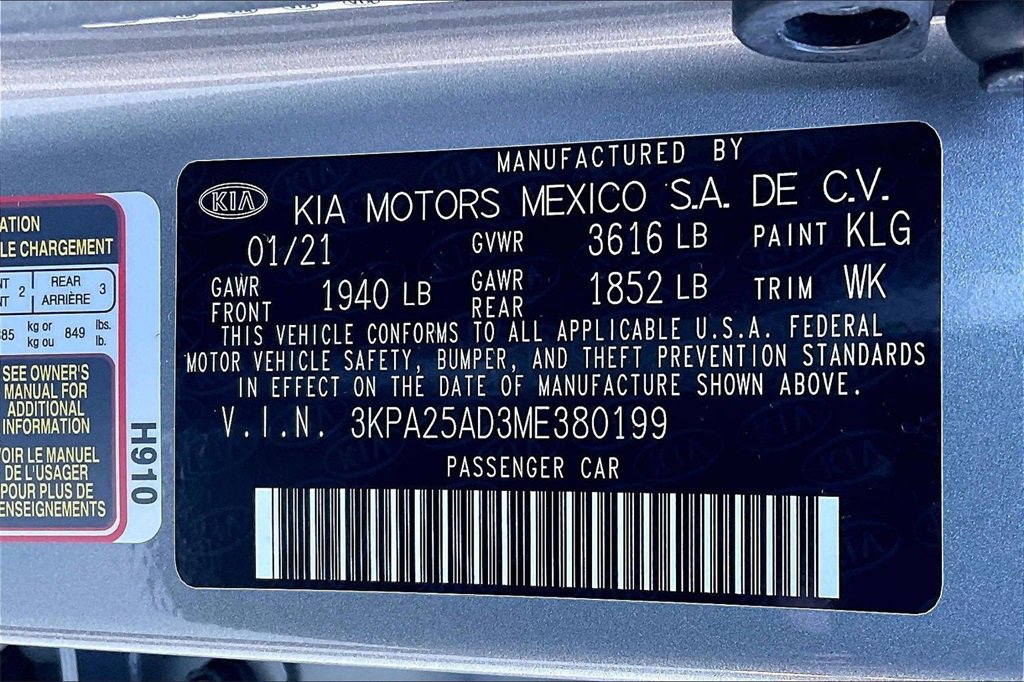 MANUFACTURED BY
KIA
KIA MOTORS MEXICO S.A. DE C.V.
01/21 GVWR 3616 LB PAINT KLG
GAWR FRONT 1940 LB GAWR REAR 1852 LB TRIM WK
THIS VEHICLE CONFORMS TO ALL APPLICABLE U.S.A. FEDERAL
MOTOR VEHICLE SAFETY, BUMPER, AND THEFT PREVENTION STANDARDS
IN EFFECT ON THE DATE OF MANUFACTURE SHOWN ABOVE.
V.I.N. 3KPA25AD3ME380199
PASSENGER CAR
CHARGEMENT
2 REAR
ARRIÈRE 3
kg or
kg ou 849 lbs.
lb.
SEE OWNER'S
MANUAL FOR
ADDITIONAL
INFORMATION
LE MANUEL
DE L'USAGER
POUR PLUS DE
H910